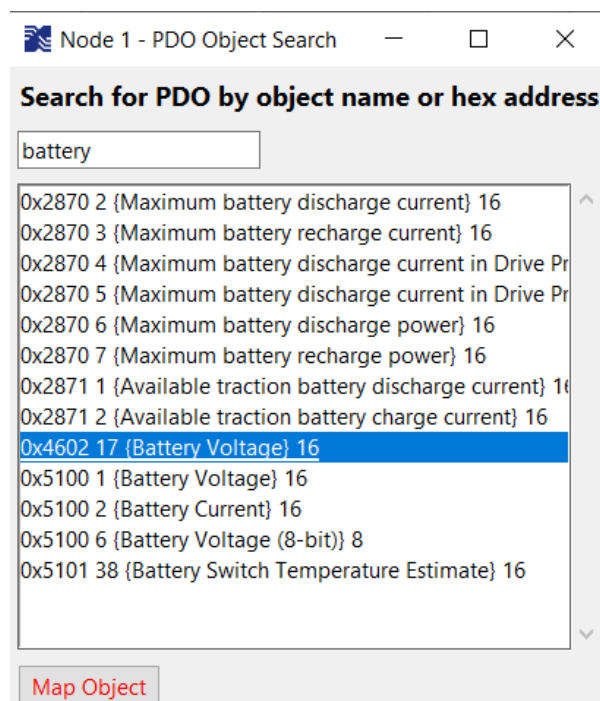 Node 1 - PDO Object Search
Search for PDO by object name or hex address
battery
0x2870 2 {Maximum battery discharge current} 16
0x2870 3 {Maximum battery recharge current} 16
0x2870 4 {Maximum battery discharge current in Drive Pr
0x2870 5 {Maximum battery discharge current in Drive Pr
0x2870 6 {Maximum battery discharge power} 16
0x2870 7 {Maximum battery recharge power} 16
0x2871 1 {Available traction battery discharge current} 16
0x2871 2 {Available traction battery charge current} 16
0x4602 17 {Battery Voltage} 16
0x5100 1 {Battery Voltage} 16
0x5100 2 {Battery Current} 16
0x5100 6 {Battery Voltage (8-bit)} 8
0x5101 38 {Battery Switch Temperature Estimate} 16
Map Object